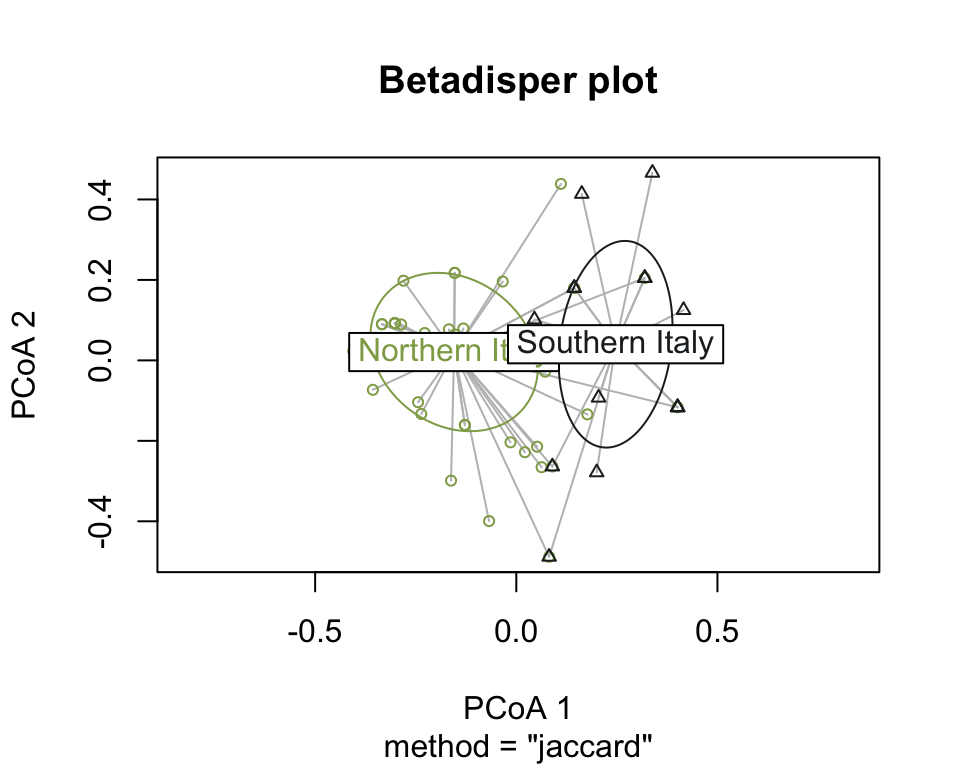 Betadisper plot
PCoA 2
0.4
0.2
0.0
-0.4
Northern It
Southern Italy
-0.5 0.0 0.5
PCoA 1
method = "jaccard"